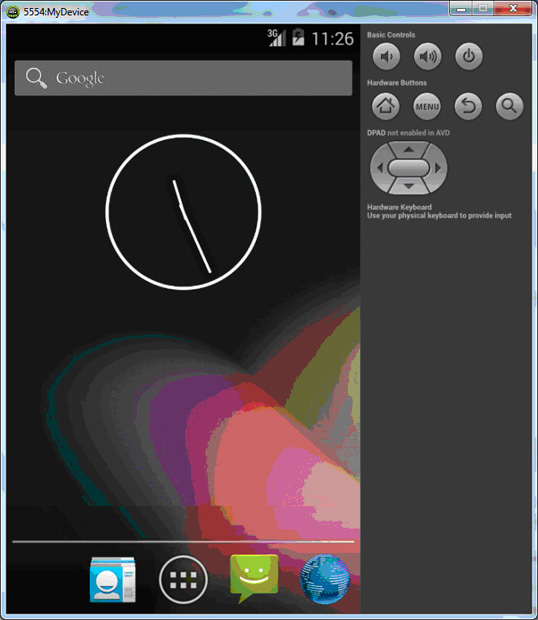 5554:MyDevice
3G 11:26
Google
Basic Controls
Hardware Buttons
MENU
DPAD not enabled in AVD
Hardware Keyboard
Use your physical keyboard to provide input